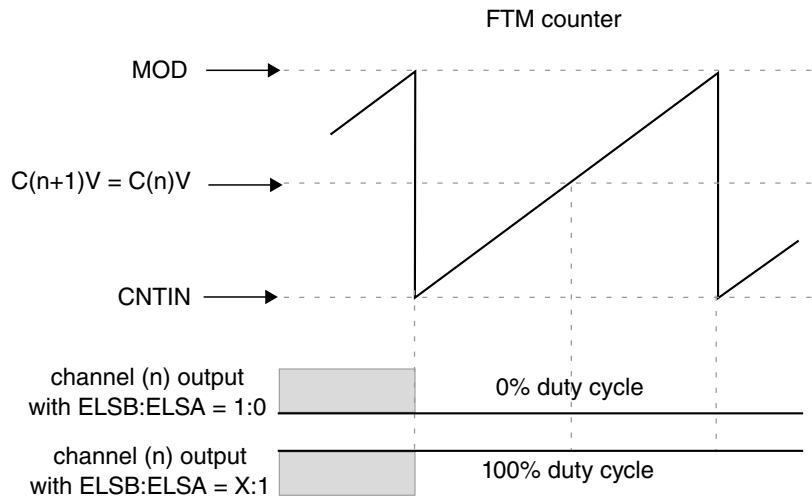 FTM counter
MOD
C(n+1)V = C(n)V
CNTIN
channel (n) output
with ELSB:ELSA = 1:0
0% duty cycle
channel (n) output
with ELSB:ELSA = X:1
100% duty cycle